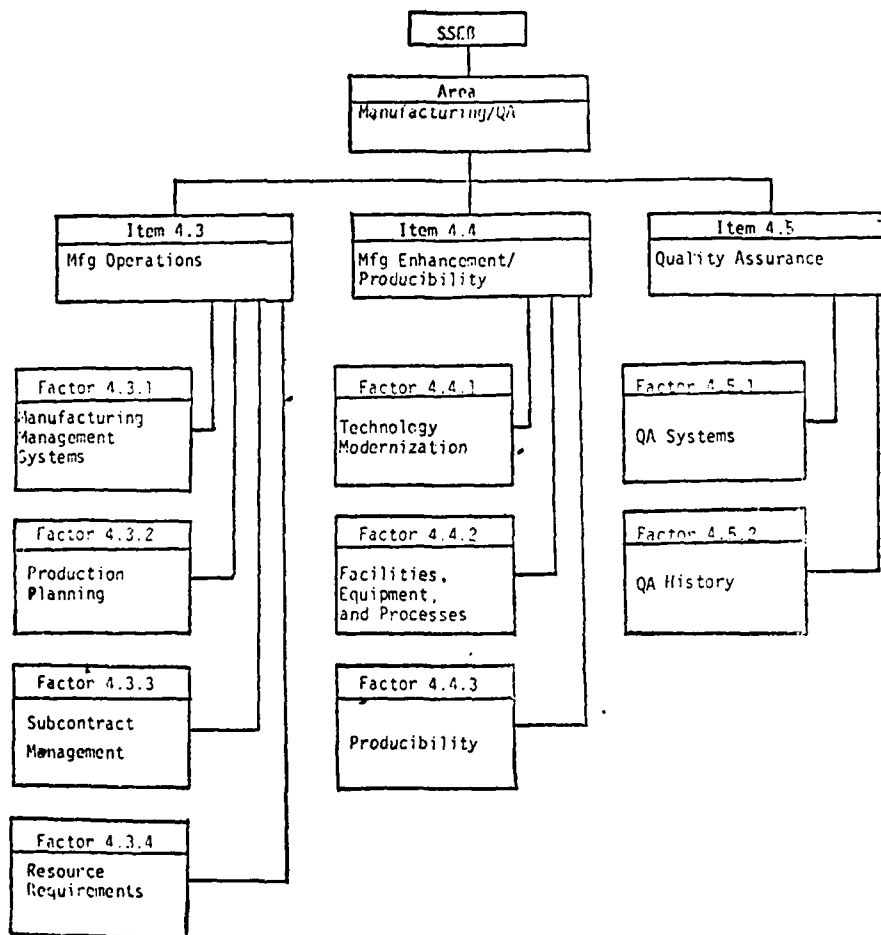 SSEB
Area
Manufacturing/QA
Item 4.3
Mfg Operations
Item 4.4
Mfg Enhancement/
Producibility
Item 4.5
Quality Assurance
Factor 4.3.1
Manufacturing
Management
Systems
Factor 4.3.2
Production
Planning
Factor 4.3.3
Subcontract
Management
Factor 4.3.4
Resource
Requirements
Factor 4.4.1
Technology
Modernization
Factor 4.4.2
Facilities,
Equipment,
and Processes
Factor 4.4.3
Producibility
Factor 4.5.1
QA Systems
Factor 4.5.2
QA History